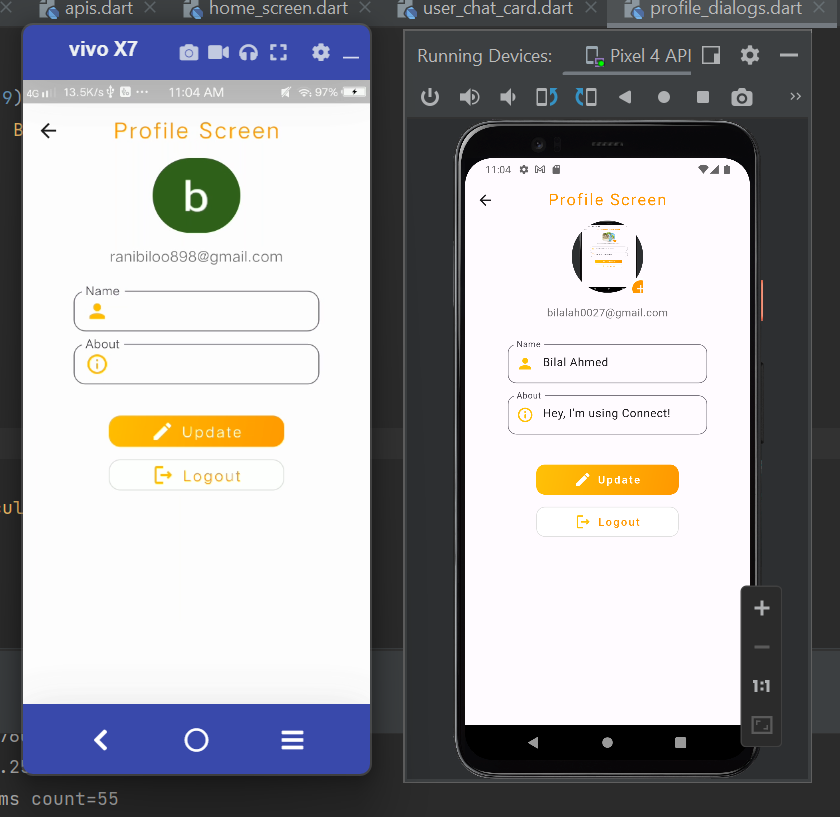 apis.dart home_screen.dart user_chat_card.dart profile_dialogs.dart
vivo X7
4G 13.5K/s 11:04 AM 97%
Profile Screen
b
ranibiloo898@gmail.com
Name
About
Update
Logout
Running Devices: Pixel 4 API
11:04
Profile Screen
bilalah0027@gmail.com
Name
Bilal Ahmed
About
Hey, I'm using Connect!
Update
Logout
1:1
9)
B
cul
.25
ms count=55